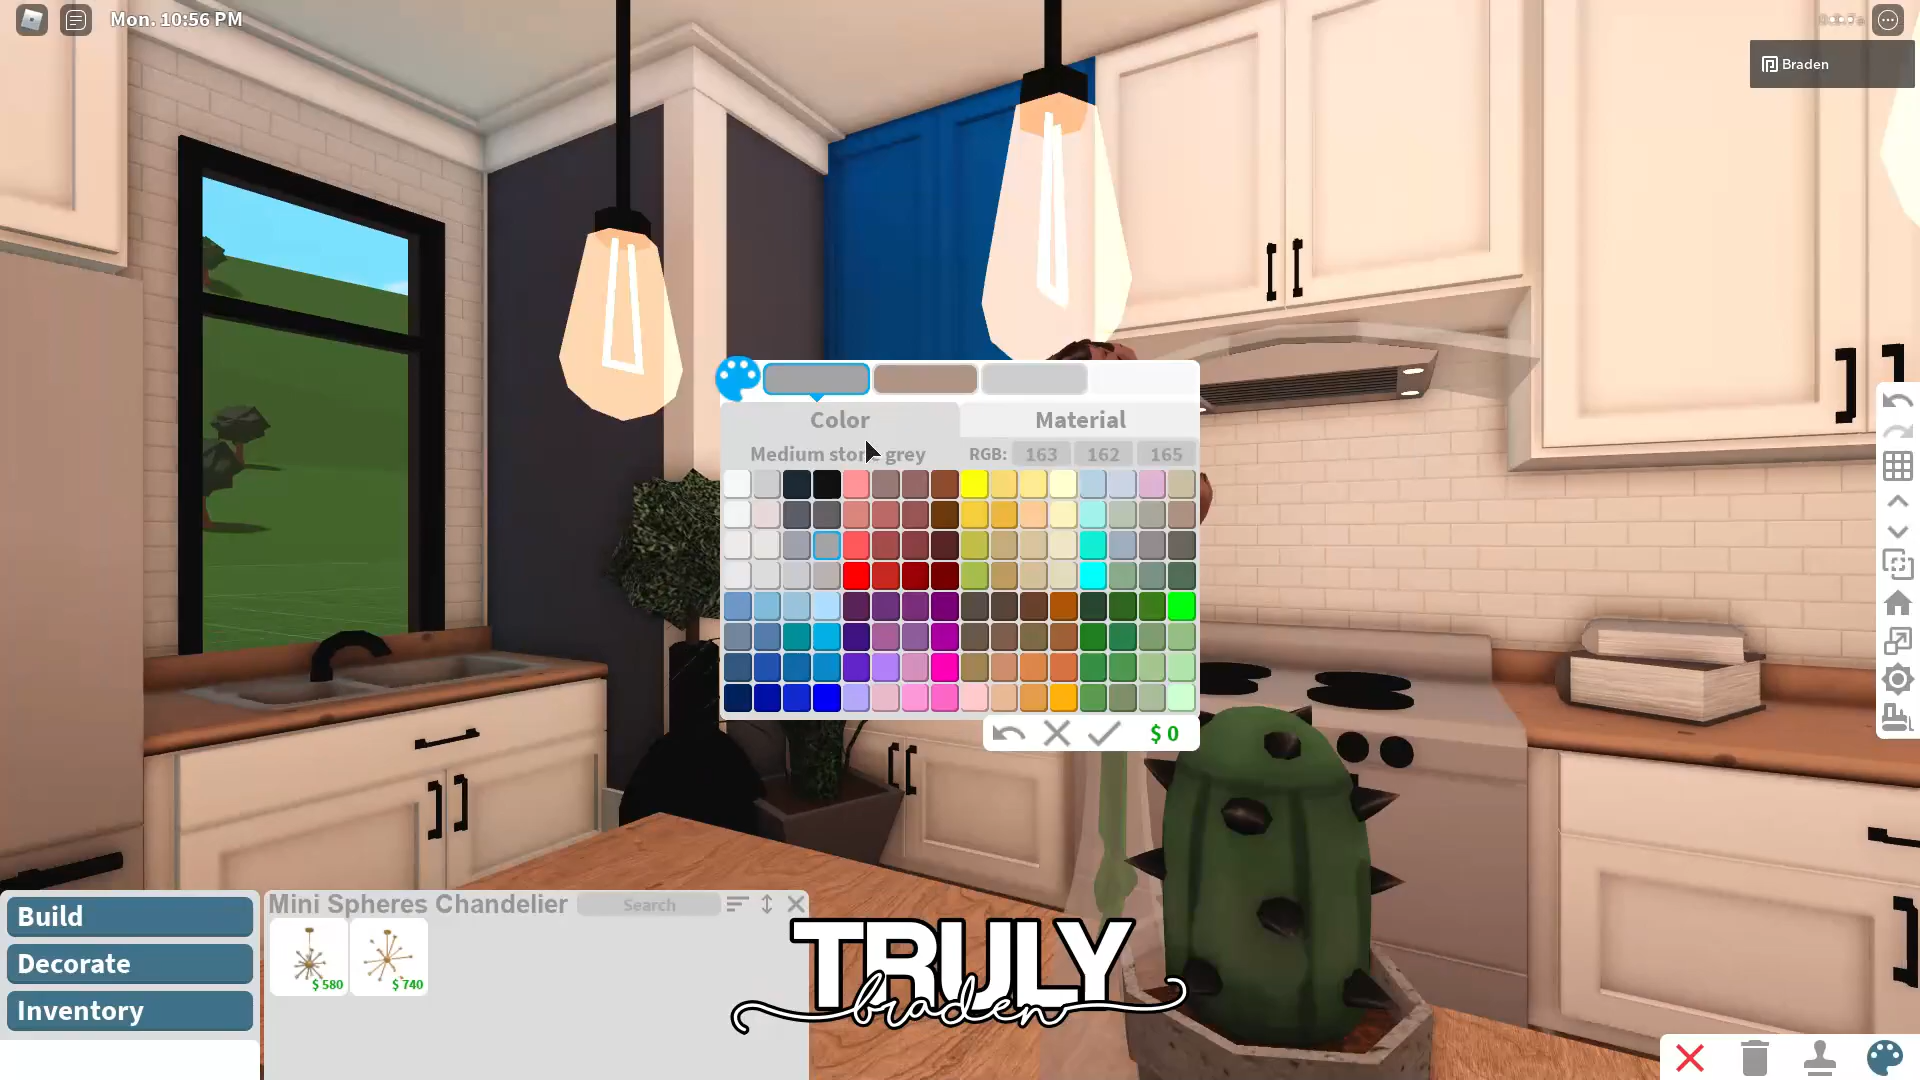 Mon. 10:56 PM
Braden
Color
Material
Medium stone grey
RGB: 163 162 165
$ 0
Build
Decorate
Inventory
Mini Spheres Chandelier
Search
$ 580
$ 740
TRULY
braden